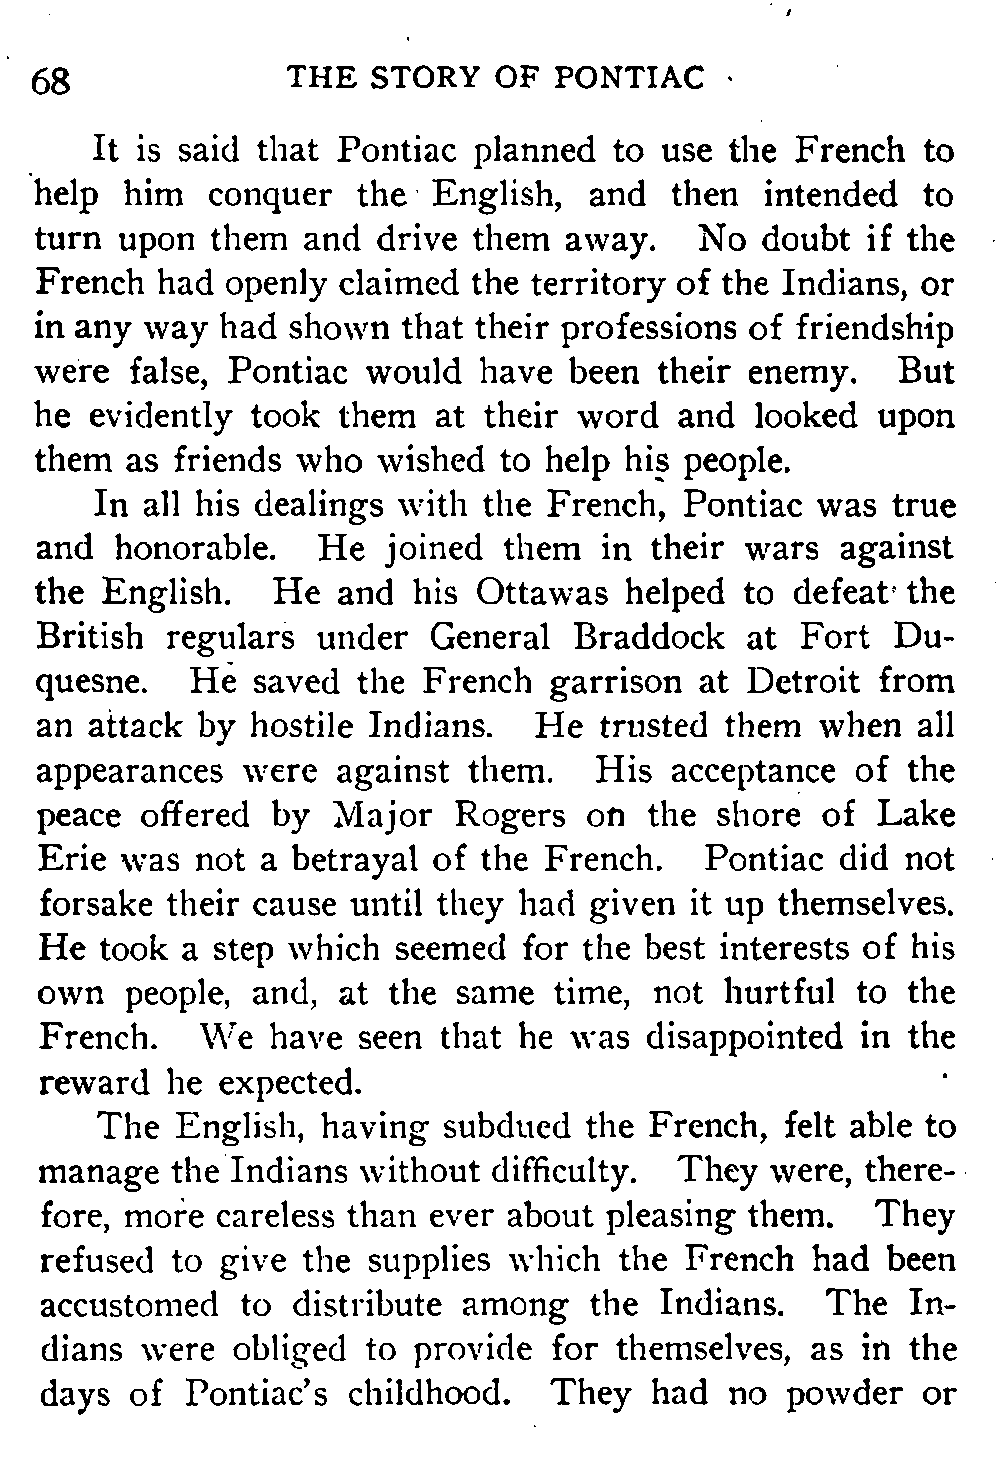 68 THE STORY OF PONTIAC
It is said that Pontiac planned to use the French to
help him conquer the English, and then intended to
turn upon them and drive them away. No doubt if the
French had openly claimed the territory of the Indians, or
in any way had shown that their professions of friendship
were false, Pontiac would have been their enemy. But
he evidently took them at their word and looked upon
them as friends who wished to help his people.
In all his dealings with the French, Pontiac was true
and honorable. He joined them in their wars against
the English. He and his Ottawas helped to defeat the
British regulars under General Braddock at Fort Du-
quesne. He saved the French garrison at Detroit from
an attack by hostile Indians. He trusted them when all
appearances were against them. His acceptance of the
peace offered by Major Rogers on the shore of Lake
Erie was not a betrayal of the French. Pontiac did not
forsake their cause until they had given it up themselves.
He took a step which seemed for the best interests of his
own people, and, at the same time, not hurtful to the
French. We have seen that he was disappointed in the
reward he expected.
The English, having subdued the French, felt able to
manage the Indians without difficulty. They were, there-
fore, more careless than ever about pleasing them. They
refused to give the supplies which the French had been
accustomed to distribute among the Indians. The In-
dians were obliged to provide for themselves, as in the
days of Pontiac's childhood. They had no powder or